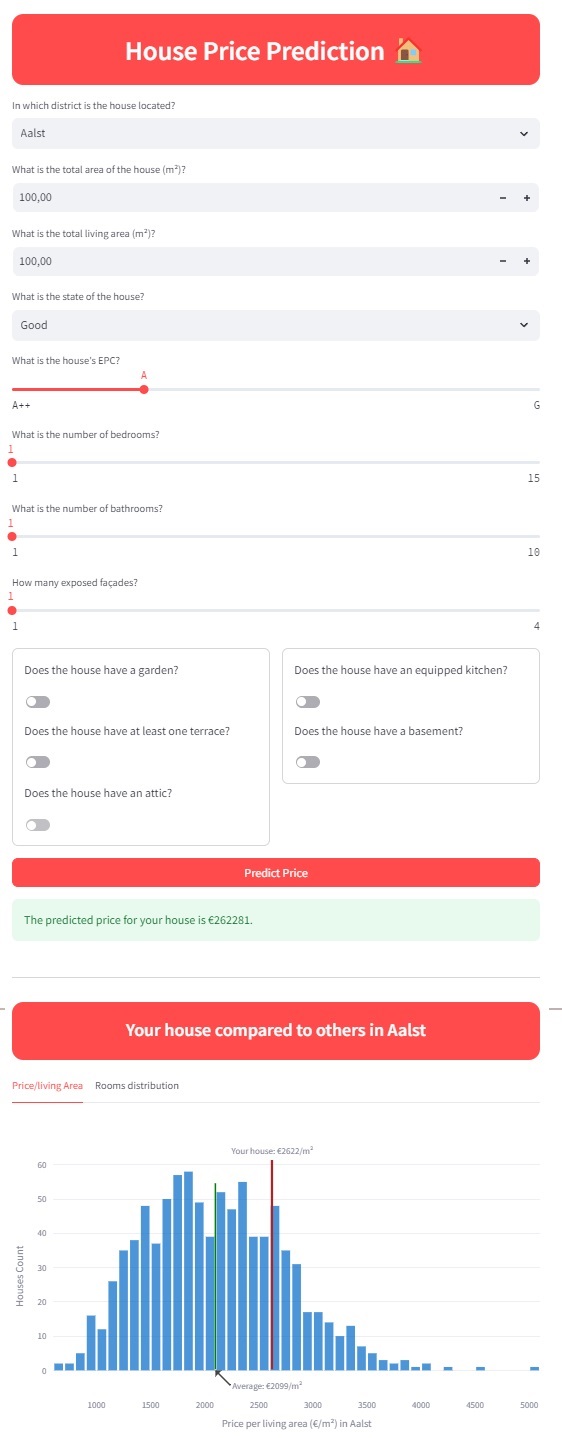 House Price Prediction
In which district is the house located?
Aalst
What is the total area of the house (m²)?
100,00
What is the total living area (m²)?
100,00
What is the state of the house?
Good
What is the house's EPC?
A
A++ G
What is the number of bedrooms?
1
1 15
What is the number of bathrooms?
1
1 10
How many exposed façades?
1
1 4
Does the house have a garden?
Does the house have at least one terrace?
Does the house have an attic?
Does the house have an equipped kitchen?
Does the house have a basement?
Predict Price
The predicted price for your house is €262281.
Your house compared to others in Aalst
Price/living Area Rooms distribution
Your house: €2622/m²
60
50
40
30
20
10
0
Houses Count
Average: €2099/m²
1000 1500 2000 2500 3000 3500 4000 4500 5000
Price per living area (€/m²) in Aalst